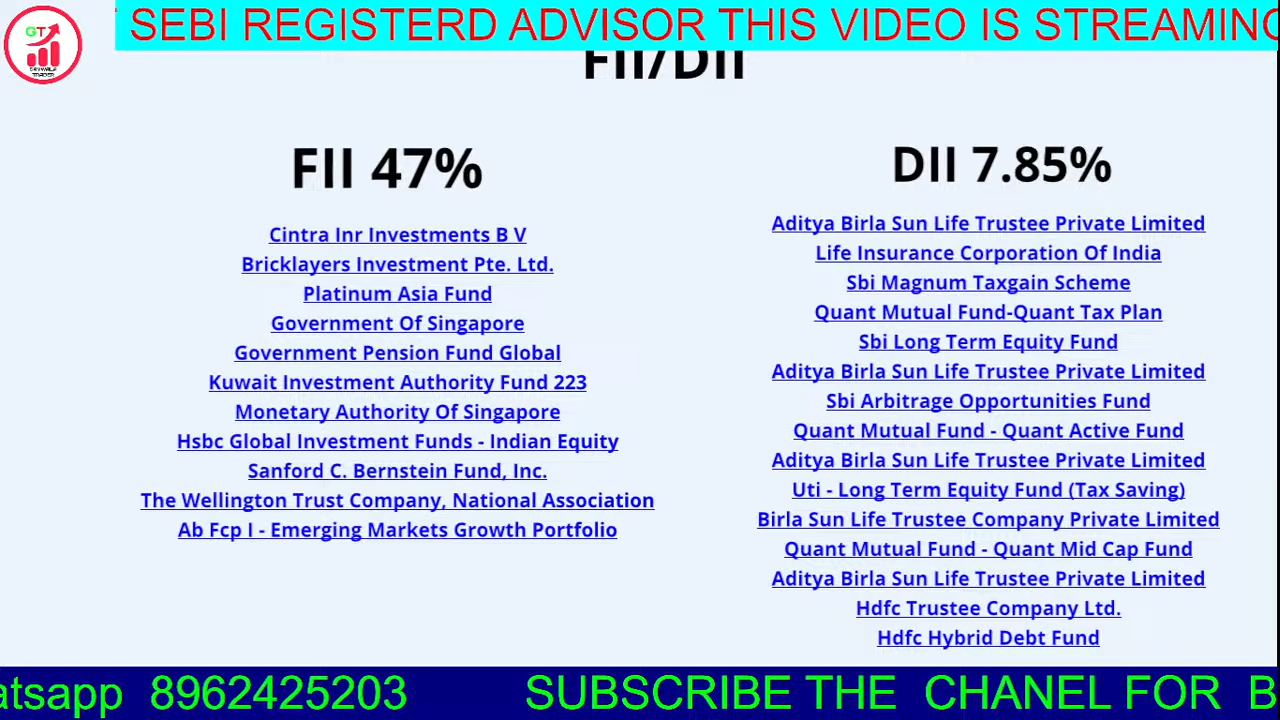 SEBI REGISTERD ADVISOR THIS VIDEO IS STREAMING
GT
TRADER
FII/DII
FII 47%
Cintra Inr Investments B V
Bricklayers Investment Pte. Ltd.
Platinum Asia Fund
Government Of Singapore
Government Pension Fund Global
Kuwait Investment Authority Fund 223
Monetary Authority Of Singapore
Hsbc Global Investment Funds - Indian Equity
Sanford C. Bernstein Fund, Inc.
The Wellington Trust Company, National Association
Ab Fcp I - Emerging Markets Growth Portfolio
DII 7.85%
Aditya Birla Sun Life Trustee Private Limited
Life Insurance Corporation Of India
Sbi Magnum Taxgain Scheme
Quant Mutual Fund-Quant Tax Plan
Sbi Long Term Equity Fund
Aditya Birla Sun Life Trustee Private Limited
Sbi Arbitrage Opportunities Fund
Quant Mutual Fund - Quant Active Fund
Aditya Birla Sun Life Trustee Private Limited
Uti - Long Term Equity Fund (Tax Saving)
Birla Sun Life Trustee Company Private Limited
Quant Mutual Fund - Quant Mid Cap Fund
Aditya Birla Sun Life Trustee Private Limited
Hdfc Trustee Company Ltd.
Hdfc Hybrid Debt Fund
atsapp 8962425203 SUBSCRIBE THE CHANEL FOR B